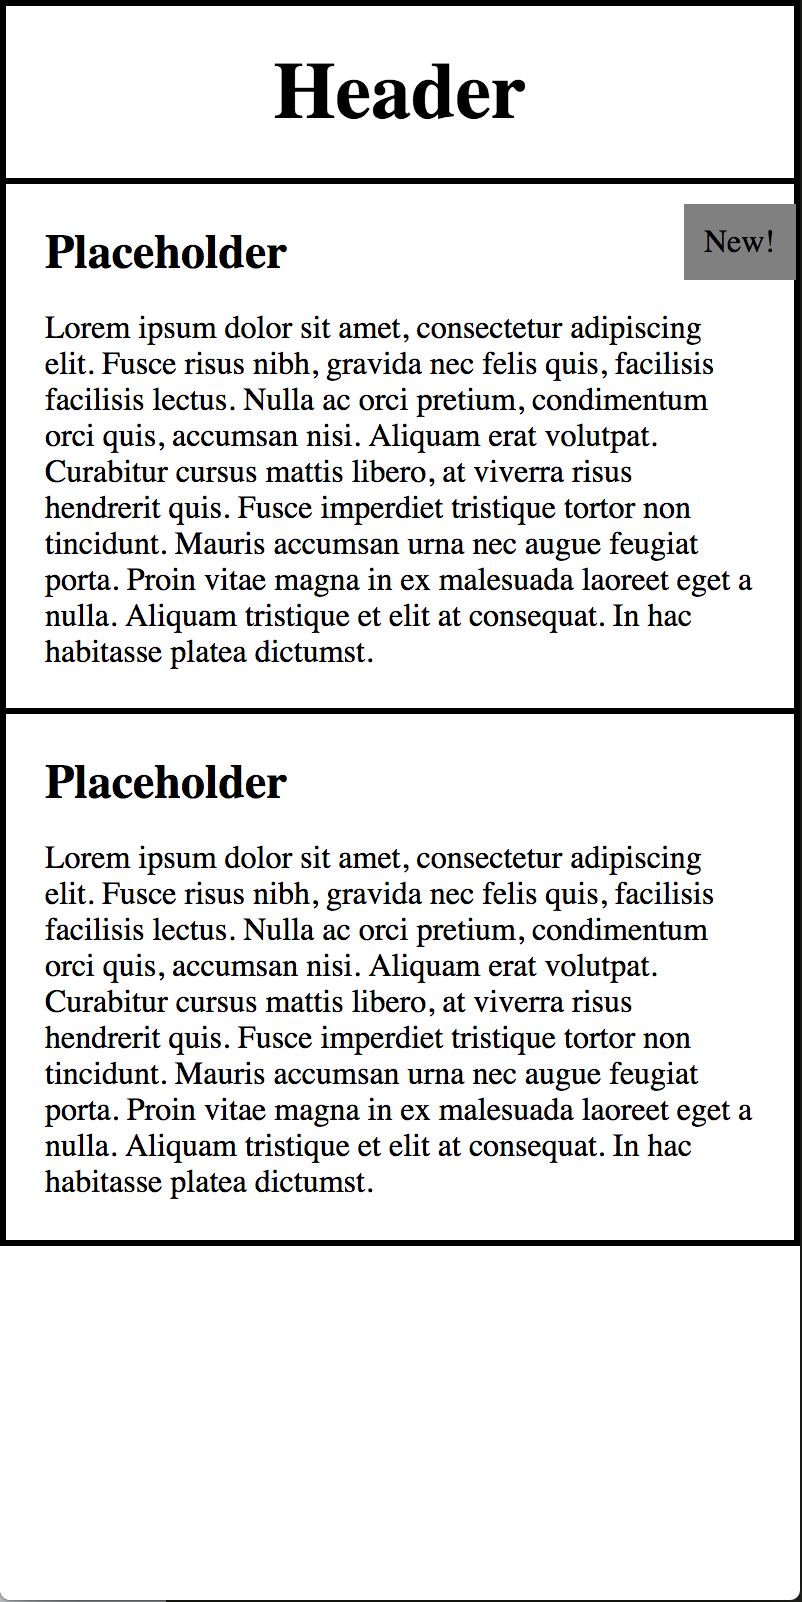 Header
Placeholder
New!
Lorem ipsum dolor sit amet, consectetur adipiscing
elit. Fusce risus nibh, gravida nec felis quis, facilisis
facilisis lectus. Nulla ac orci pretium, condimentum
orci quis, accumsan nisi. Aliquam erat volutpat.
Curabitur cursus mattis libero, at viverra risus
hendrerit quis. Fusce imperdiet tristique tortor non
tincidunt. Mauris accumsan urna nec augue feugiat
porta. Proin vitae magna in ex malesuada laoreet eget a
nulla. Aliquam tristique et elit at consequat. In hac
habitasse platea dictumst.
Placeholder
Lorem ipsum dolor sit amet, consectetur adipiscing
elit. Fusce risus nibh, gravida nec felis quis, facilisis
facilisis lectus. Nulla ac orci pretium, condimentum
orci quis, accumsan nisi. Aliquam erat volutpat.
Curabitur cursus mattis libero, at viverra risus
hendrerit quis. Fusce imperdiet tristique tortor non
tincidunt. Mauris accumsan urna nec augue feugiat
porta. Proin vitae magna in ex malesuada laoreet eget a
nulla. Aliquam tristique et elit at consequat. In hac
habitasse platea dictumst.